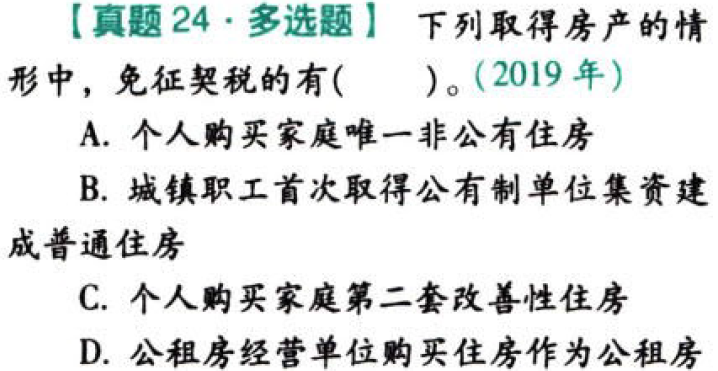 【真题 24·多选题】 下列取得房产的情
形中，免征契税的有(  )。(2019 年)
A. 个人购买家庭唯一非公有住房
B. 城镇职工首次取得公有制单位集资建
成普通住房
C. 个人购买家庭第二套改善性住房
D. 公租房经营单位购买住房作为公租房